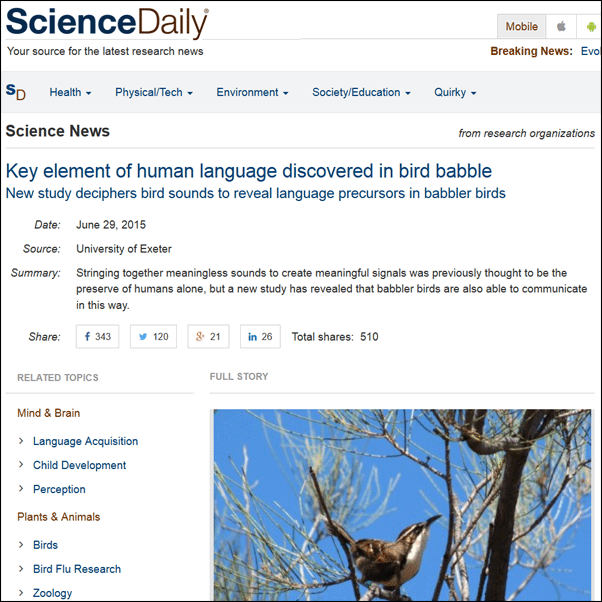 ScienceDaily
Mobile
Your source for the latest research news
Breaking News: Evo
SD
Health
Physical/Tech
Environment
Society/Education
Quirky
Science News
from research organizations
Key element of human language discovered in bird babble
New study deciphers bird sounds to reveal language precursors in babbler birds
Date: June 29, 2015
Source: University of Exeter
Summary: Stringing together meaningless sounds to create meaningful signals was previously thought to be the
preserve of humans alone, but a new study has revealed that babbler birds are also able to communicate
in this way.
Share: 343 120 21 26 Total shares: 510
RELATED TOPICS
Mind & Brain
Language Acquisition
Child Development
Perception
Plants & Animals
Birds
Bird Flu Research
Zoology
FULL STORY